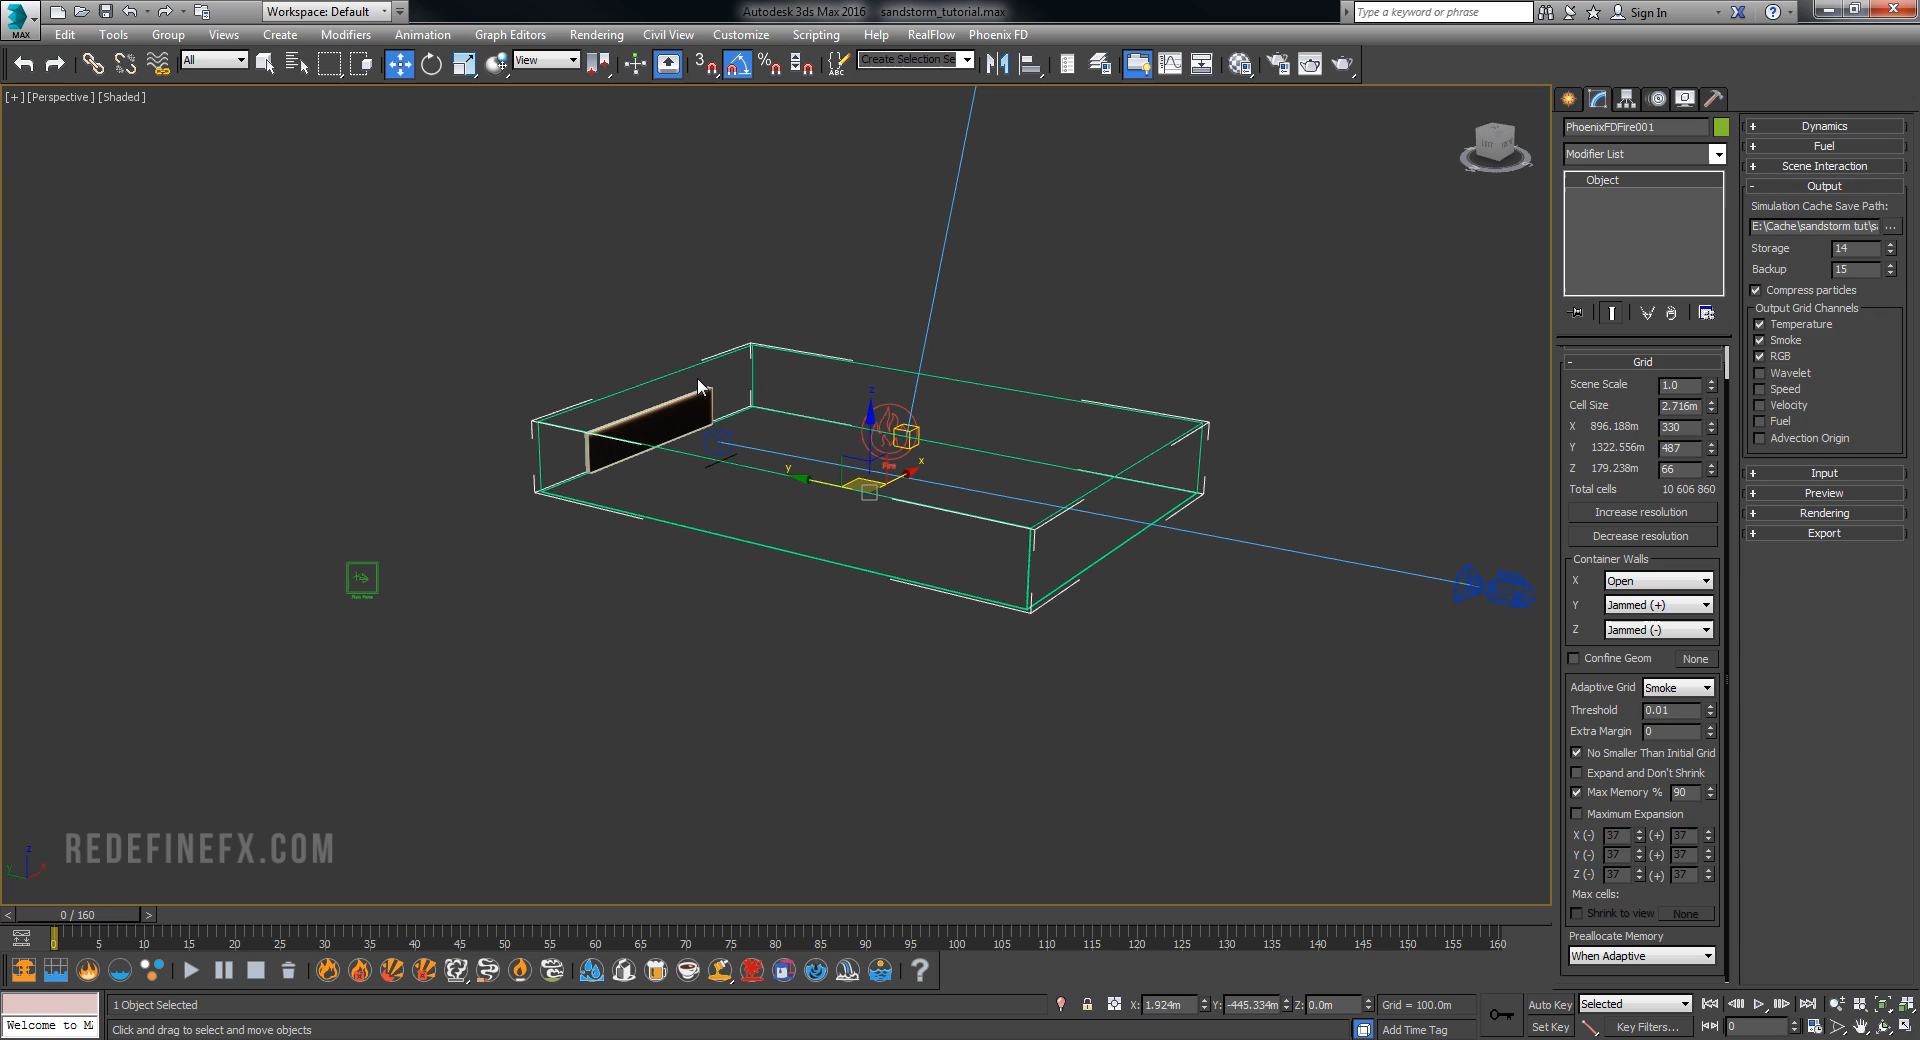 MAX
Workspace: Default
Autodesk 3ds Max 2016    sandstorm_tutorial.max
Type a keyword or phrase
Sign In
Edit Tools Group Views Create Modifiers Animation Graph Editors Rendering Civil View Customize Scripting Help RealFlow Phoenix FD
All
View
3
%
ABC
Create Selection Se
[+] [Perspective] [Shaded]
z
y
x
Fire
REDEFINEFX.COM
z
y
x
PhoenixFDFire001
Modifier List
Object
- Grid
Scene Scale 1.0
Cell Size 2.716m
X 896.188m 330
Y 1322.556m 487
Z 179.238m 66
Total cells 10 606 860
Increase resolution
Decrease resolution
Container Walls
X Open
Y Jammed (+)
Z Jammed (-)
Confine Geom None
Adaptive Grid Smoke
Threshold 0.01
Extra Margin 0
No Smaller Than Initial Grid
Expand and Don't Shrink
Max Memory % 90
Maximum Expansion
X (-) 37 (+) 37
Y (-) 37 (+) 37
Z (-) 37 (+) 37
Max cells:
Shrink to view None
Preallocate Memory
When Adaptive
+ Dynamics
+ Fuel
+ Scene Interaction
- Output
Simulation Cache Save Path:
E:\Cache\sandstorm tut\s ...
Storage 14
Backup 15
Compress particles
Output Grid Channels
Temperature
Smoke
RGB
Wavelet
Speed
Velocity
Fuel
Advection Origin
+ Input
+ Preview
+ Rendering
+ Export
< 0 / 160 >
0 5 10 15 20 25 30 35 40 45 50 55 60 65 70 75 80 85 90 95 100 105 110 115 120 125 130 135 140 145 150 155 160
?
1 Object Selected
X: 1.924m Y: -445.334m Z: 0.0m
Grid = 100.0m
Auto Key
Selected
Welcome to M
Click and drag to select and move objects
Add Time Tag
Set Key
Key Filters...
0